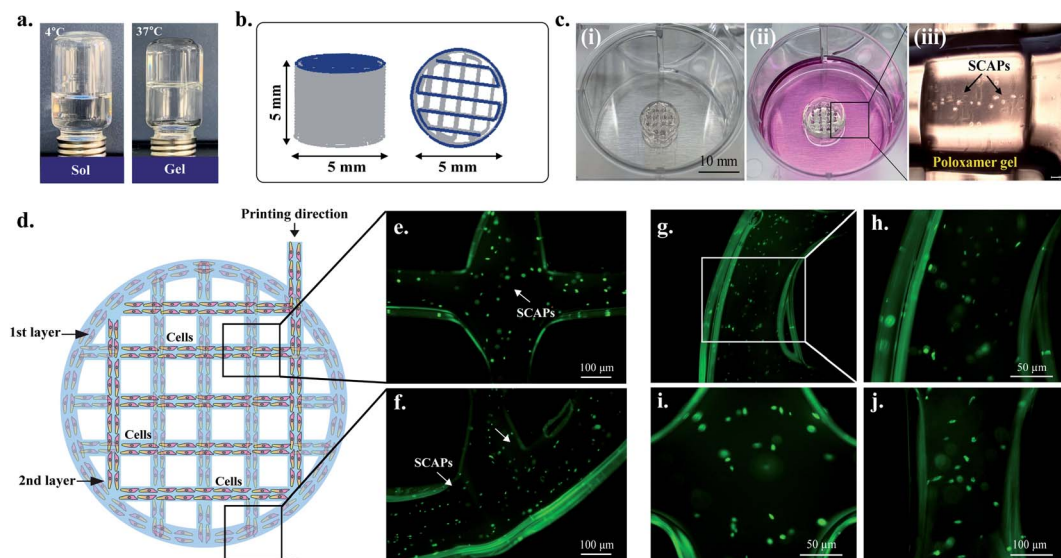 a.
4°C
37°C
Sol
Gel
b.
5 mm
5 mm
5 mm
c.
(i)
10 mm
(ii)
(iii)
SCAPs
Poloxamer gel
d.
Printing direction
1st layer
Cells
Cells
2nd layer
Cells
e.
SCAPs
100 µm
f.
SCAPs
100 µm
g.
100 µm
h.
50 µm
i.
50 µm
j.
100 µm